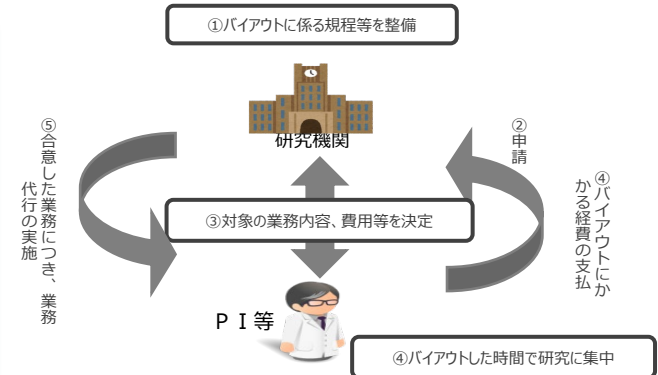 ①バイアウトに係る規程等を整備
研究機関
②申請
④バイアウトにか
かる経費の支払
⑤合意した業務につき、業務
代行の実施
③対象の業務内容、費用等を決定
ＰＩ等
④バイアウトした時間で研究に集中